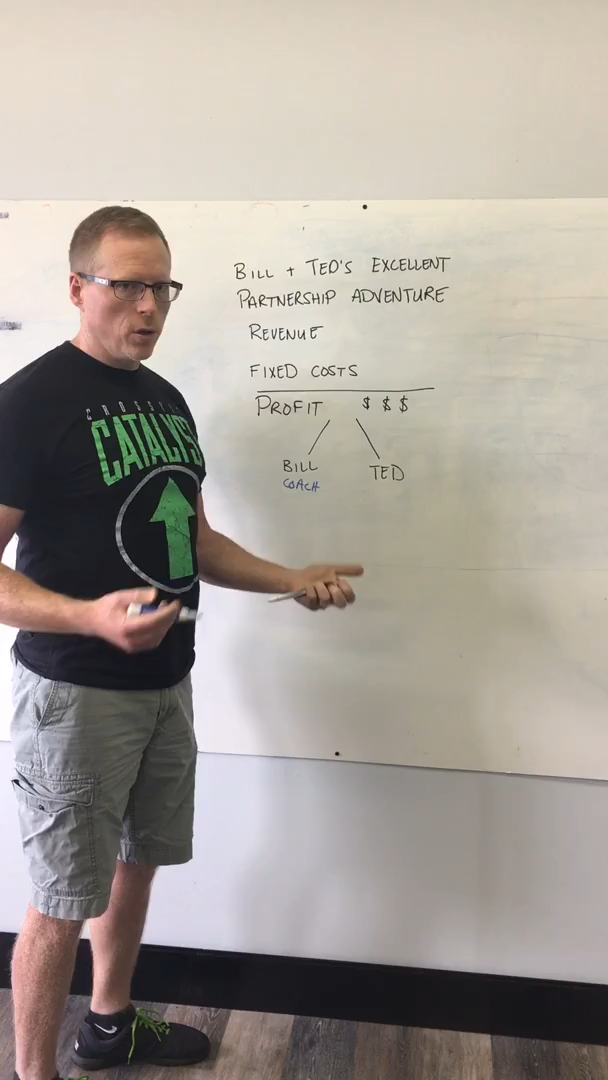 BILL + TED'S EXCELLENT
PARTNERSHIP ADVENTURE
REVENUE
FIXED COSTS
PROFIT $ $ $
BILL TED
COACH
CATALYST